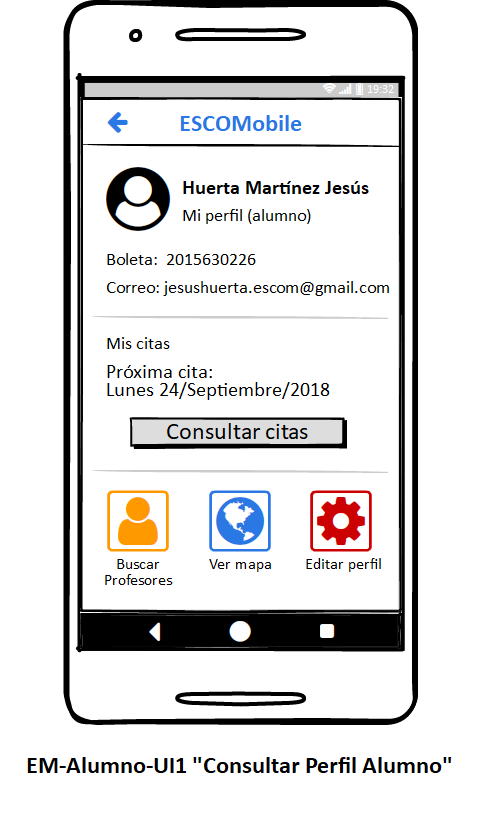 19:32
ESCOMobile
Huerta Martínez Jesús
Mi perfil (alumno)
Boleta: 2015630226
Correo: jesushuerta.escom@gmail.com
Mis citas
Próxima cita:
Lunes 24/Septiembre/2018
Consultar citas
Buscar
Profesores
Ver mapa
Editar perfil
EM-Alumno-UI1 "Consultar Perfil Alumno"